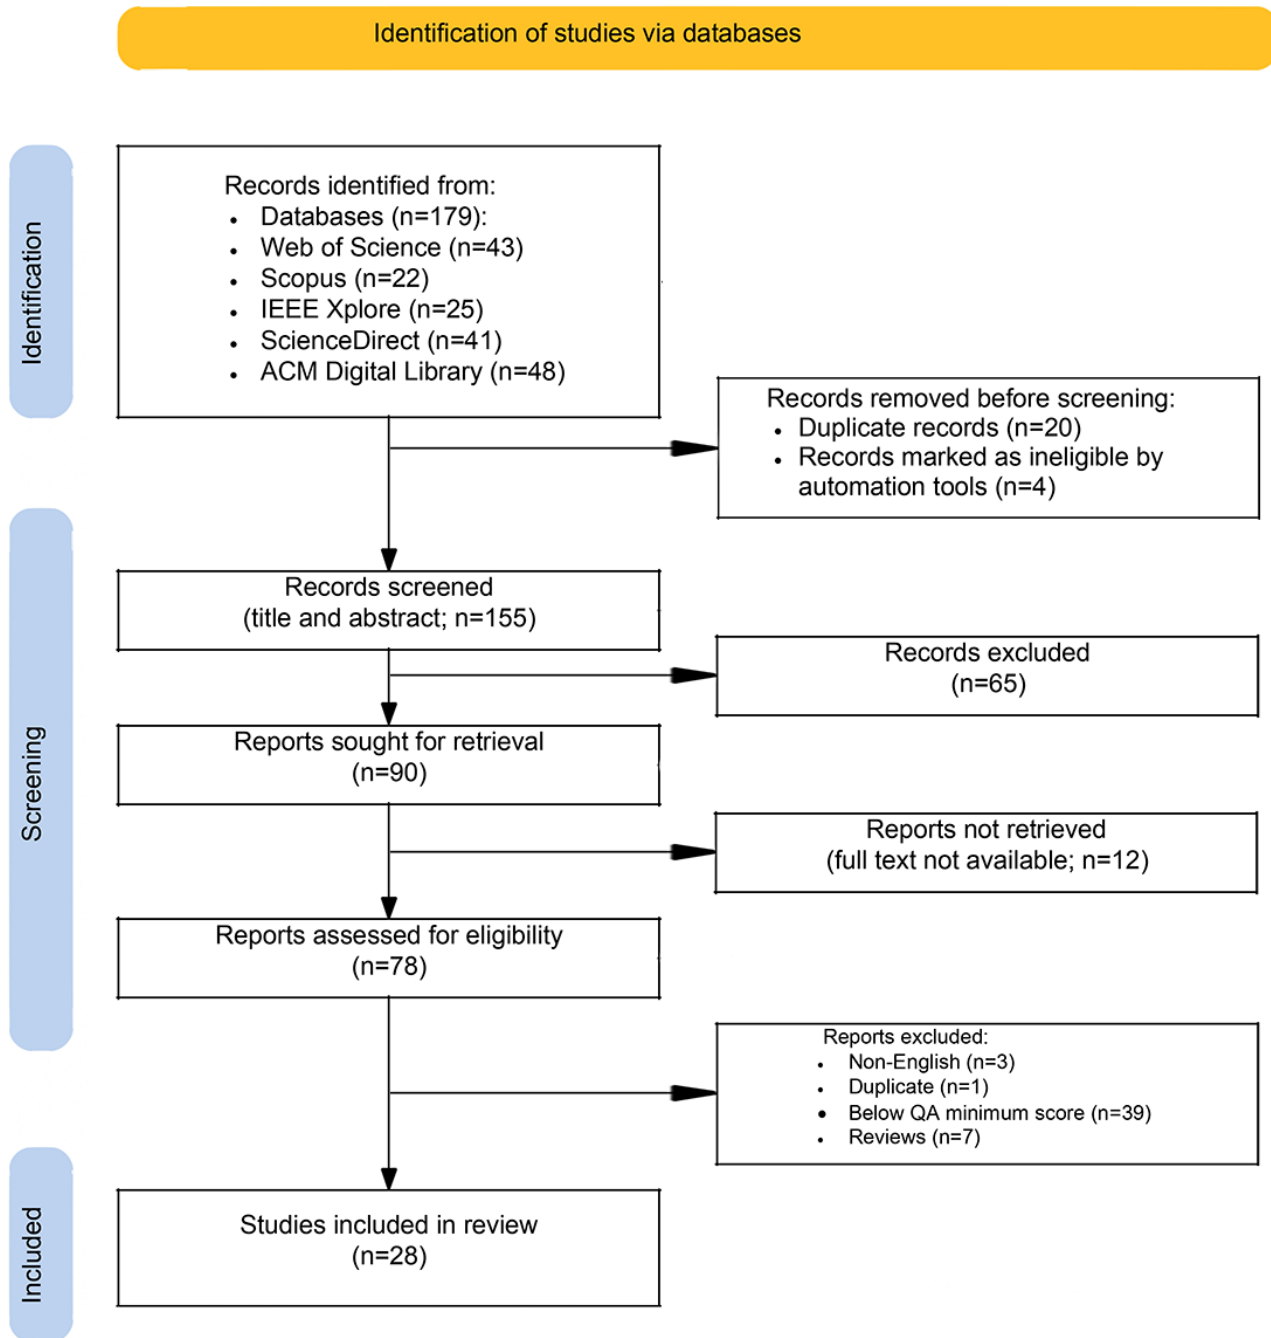 Identification of studies via databases
Identification
Records identified from:
• Databases (n=179):
• Web of Science (n=43)
• Scopus (n=22)
• IEEE Xplore (n=25)
• ScienceDirect (n=41)
• ACM Digital Library (n=48)
Records removed before screening:
• Duplicate records (n=20)
• Records marked as ineligible by
automation tools (n=4)
Screening
Records screened
(title and abstract; n=155)
Records excluded
(n=65)
Reports sought for retrieval
(n=90)
Reports not retrieved
(full text not available; n=12)
Reports assessed for eligibility
(n=78)
Reports excluded:
• Non-English (n=3)
• Duplicate (n=1)
• Below QA minimum score (n=39)
• Reviews (n=7)
Included
Studies included in review
(n=28)